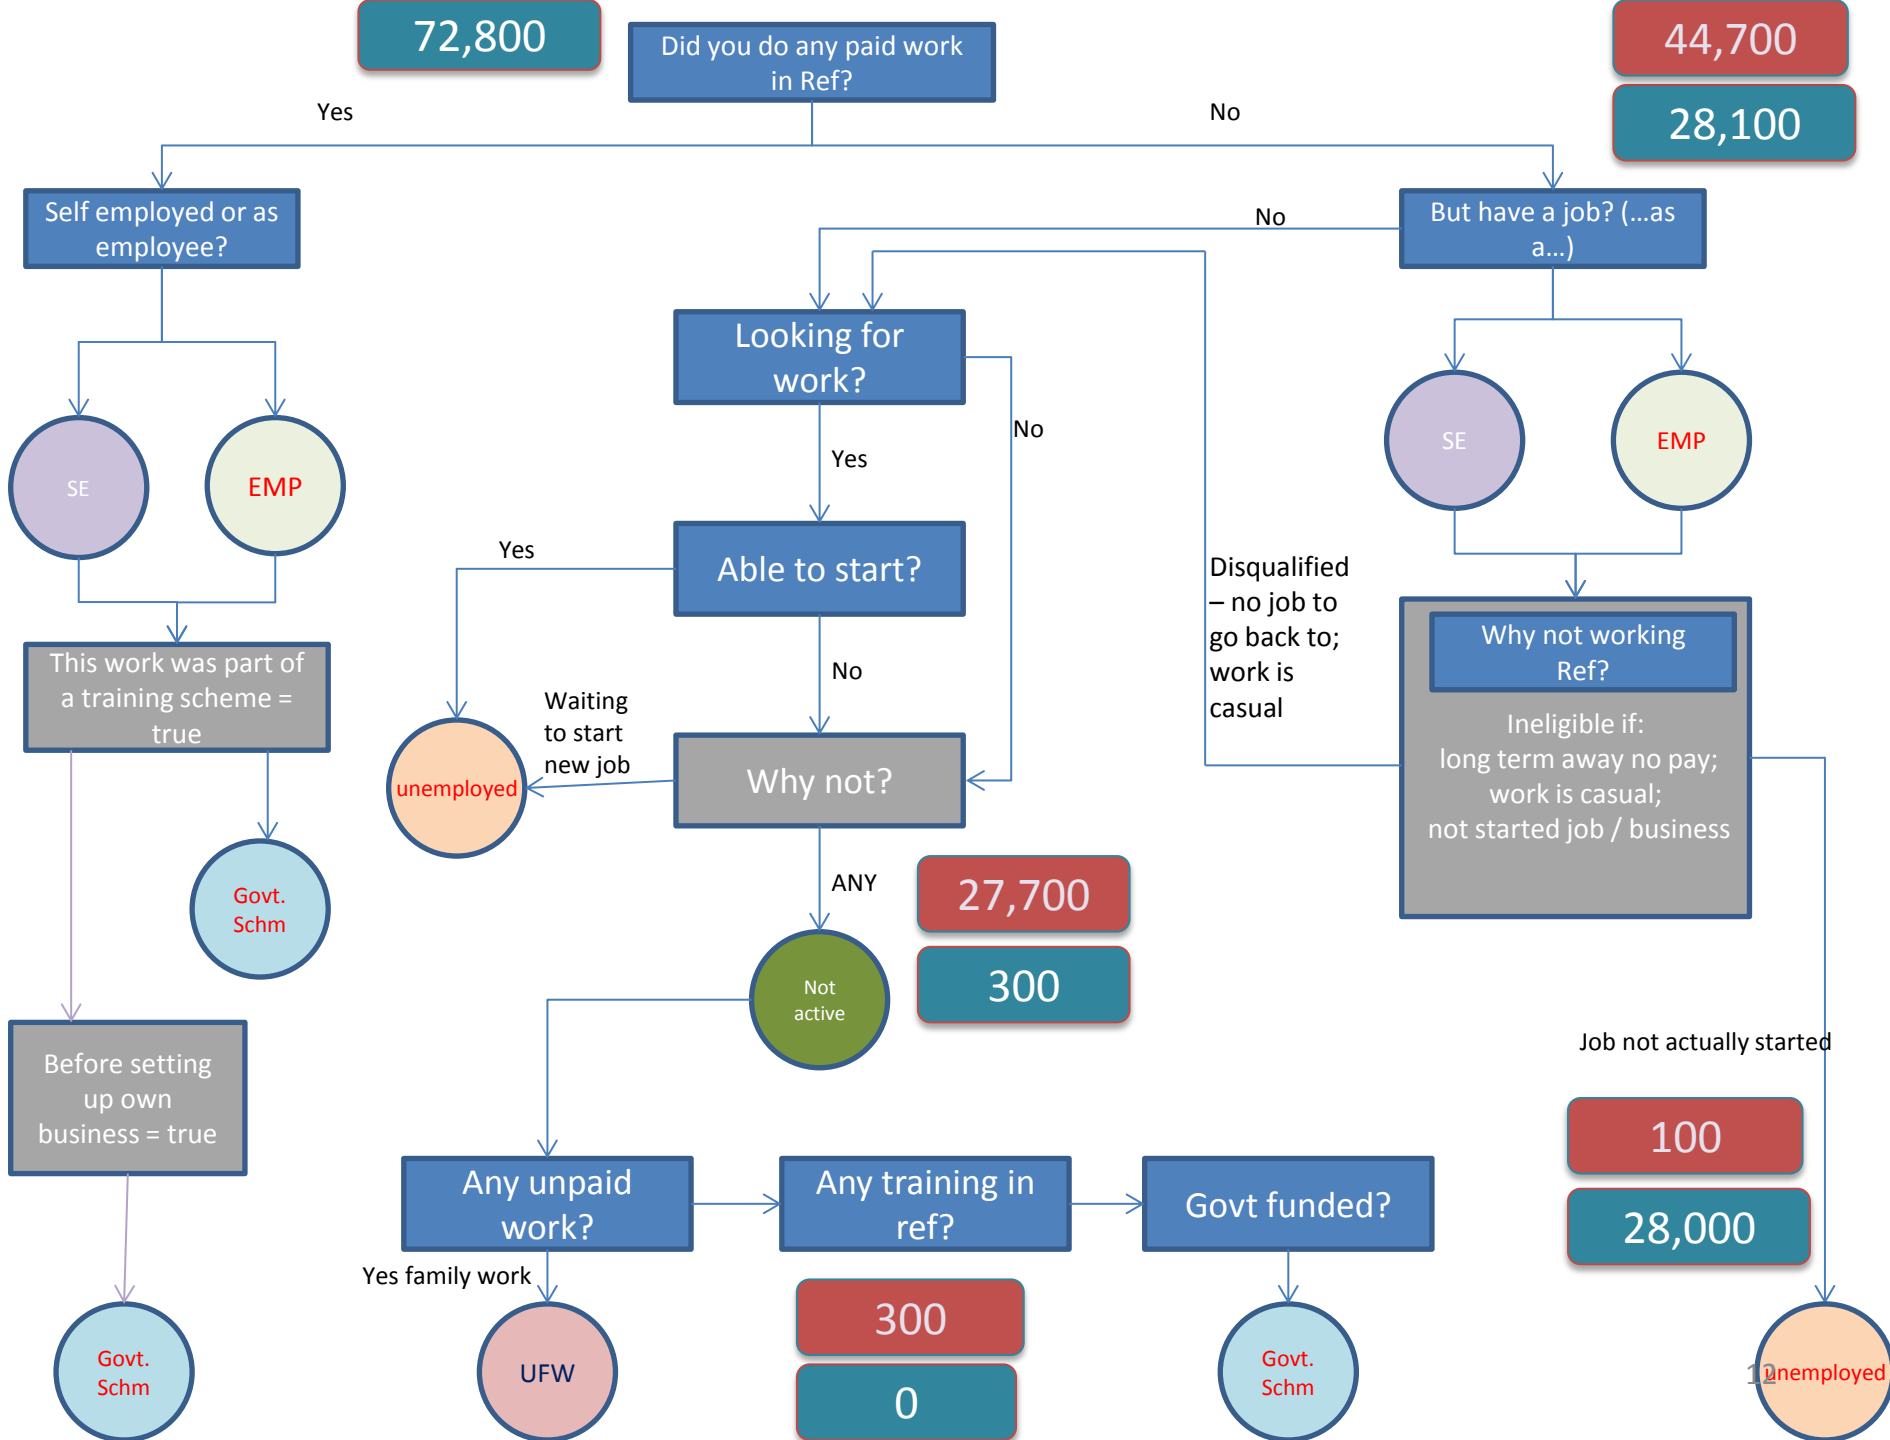 72,800
Did you do any paid work
in Ref?
44,700
28,100
Yes
No
Self employed or as
employee?
No
But have a job? (...as
a...)
Looking for
work?
No
Yes
SE
EMP
SE
EMP
Yes
Able to start?
Disqualified
– no job to
go back to;
work is
casual
Why not working
Ref?
Ineligible if:
long term away no pay;
work is casual;
not started job / business
This work was part of
a training scheme =
true
No
Waiting
to start
new job
unemployed
Why not?
ANY
27,700
300
Govt.
Schm
Not
active
Job not actually started
Before setting
up own
business = true
100
28,000
Any unpaid
work?
Any training in
ref?
Govt funded?
Yes family work
300
0
Govt.
Schm
UFW
Govt.
Schm
12
unemployed